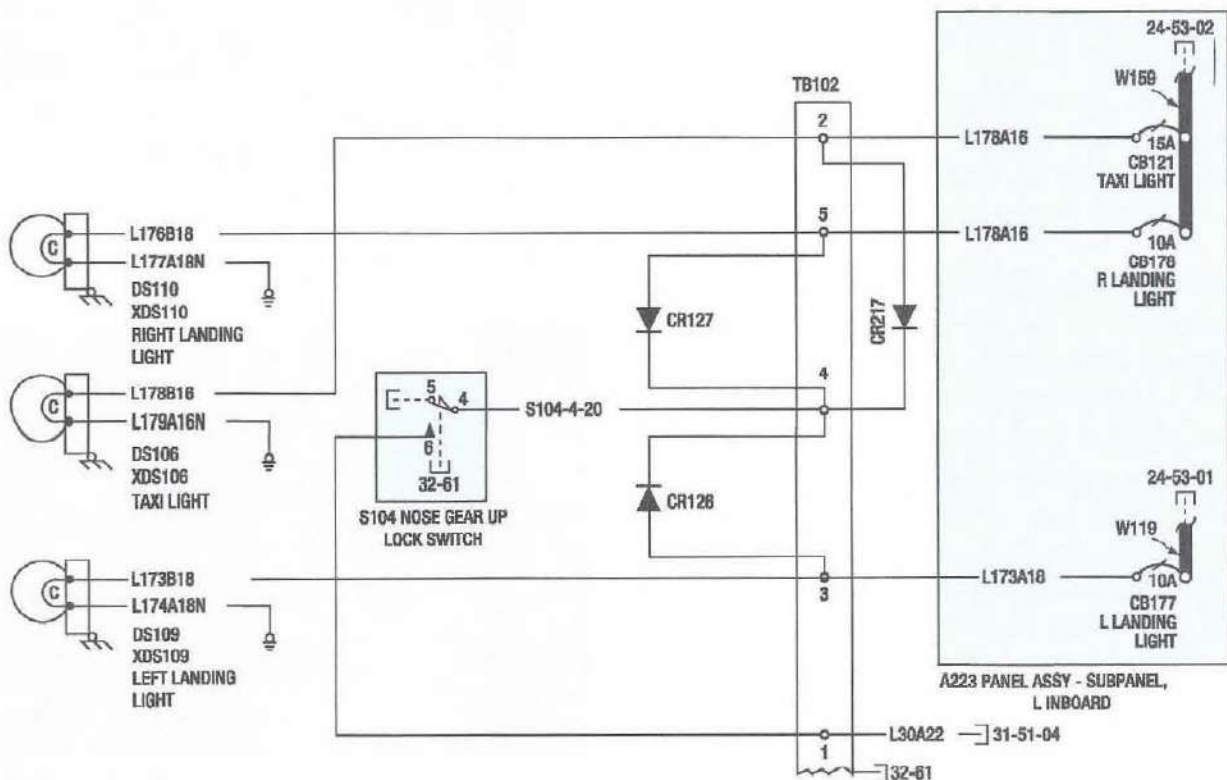 24-53-02
W159
TB102
2
L178A16
15A
CB121
TAXI LIGHT
L176B18
5
L178A16
C
L177A18N
10A
CB176
R LANDING
LIGHT
DS110
XDS110
RIGHT LANDING
LIGHT
CR127
CR217
4
L178B16
5
4
S104-4-20
C
L179A16N
6
DS106
XDS106
TAXI LIGHT
32-61
S104 NOSE GEAR UP
LOCK SWITCH
CR126
24-53-01
W119
L173B18
L173A18
10A
C
3
L174A18N
CB177
L LANDING
LIGHT
DS109
XDS109
LEFT LANDING
LIGHT
A223 PANEL ASSY - SUBPANEL,
L INBOARD
L30A22
31-51-04
1
32-61